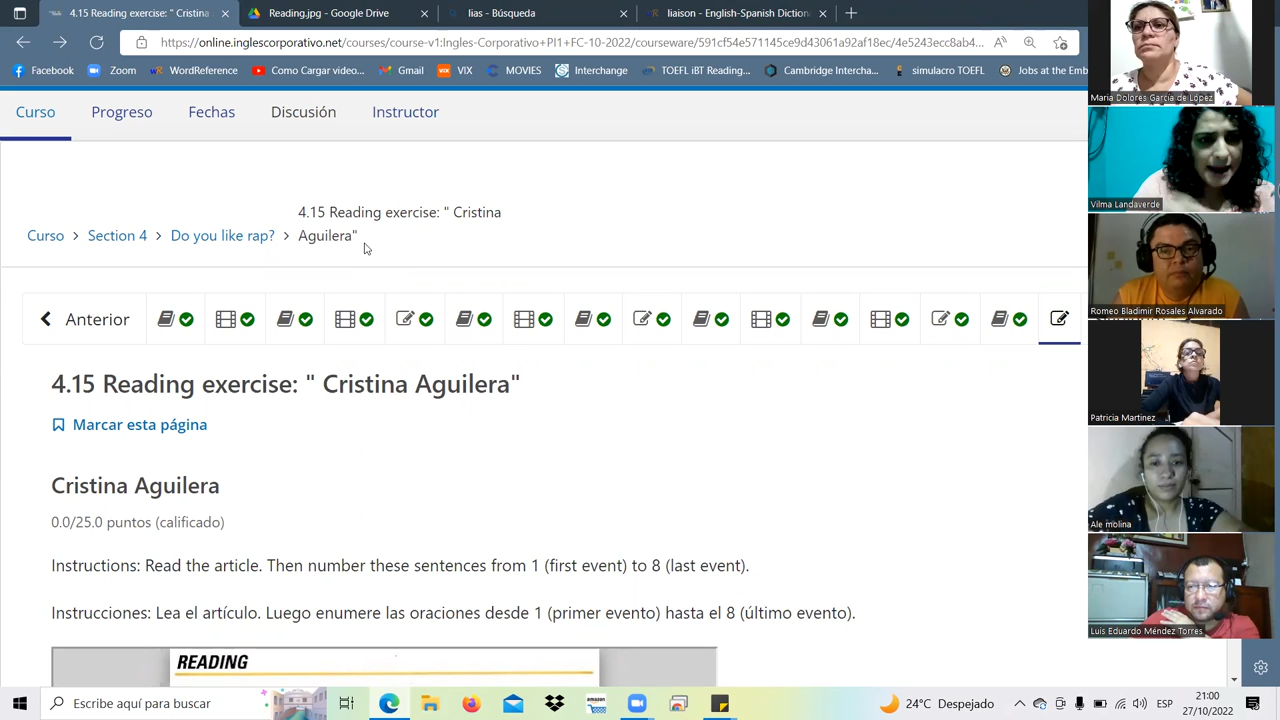 4.15 Reading exercise: " Cristina
Reading.jpg - Google Drive
lias - Búsqueda
liaison - English-Spanish Diction
https://online.inglescorporativo.net/courses/course-v1:Ingles-Corporativo+PI1+FC-10-2022/courseware/591cf54e571145ce9d43061a92af18ec/4e5243ecc8ab4...
Facebook
Zoom
WordReference
Como Cargar video...
Gmail
VIX
MOVIES
Interchange
TOEFL iBT Reading...
Cambridge Intercha...
simulacro TOEFL
Jobs at the Emb
Curso
Progreso
Fechas
Discusión
Instructor
Curso > Section 4 > Do you like rap? > 4.15 Reading exercise: " Cristina
Aguilera"
Anterior
4.15 Reading exercise: " Cristina Aguilera"
Marcar esta página
Cristina Aguilera
0.0/25.0 puntos (calificado)
Instructions: Read the article. Then number these sentences from 1 (first event) to 8 (last event).
Instrucciones: Lea el artículo. Luego enumere las oraciones desde 1 (primer evento) hasta el 8 (último evento).
READING
Maria Dolores García de López
Vilma Landaverde
Romeo Bladimir Rosales Alvarado
Patricia Martinez
Ale molina
Luis Eduardo Méndez Torres
Escribe aquí para buscar
amazon
24°C Despejado
ESP
21:00
27/10/2022